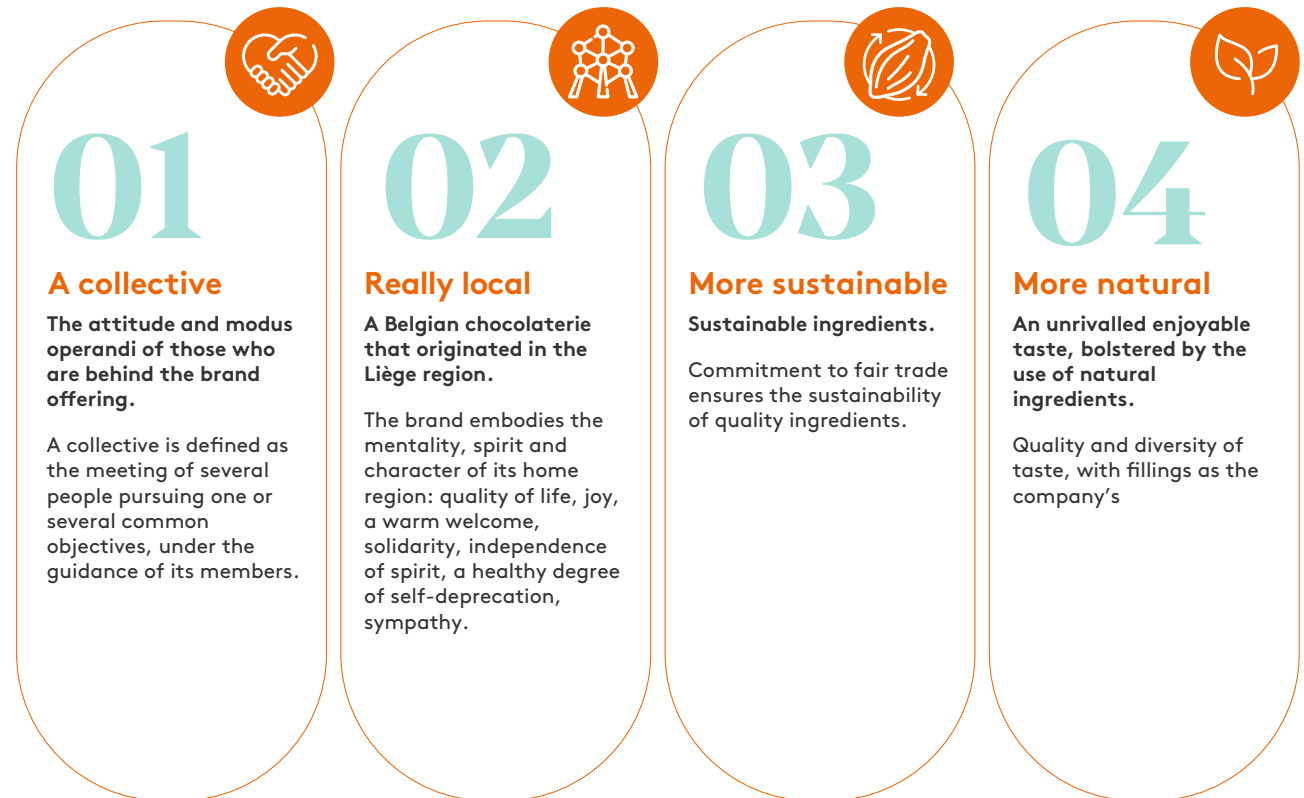 01
A collective
The attitude and modus
operandi of those who
are behind the brand
offering.
A collective is defined as
the meeting of several
people pursuing one or
several common
objectives, under the
guidance of its members.
02
Really local
A Belgian chocolaterie
that originated in the
Liège region.
The brand embodies the
mentality, spirit and
character of its home
region: quality of life, joy,
a warm welcome,
solidarity, independence
of spirit, a healthy degree
of self-deprecation,
sympathy.
03
More sustainable
Sustainable ingredients.
Commitment to fair trade
ensures the sustainability
of quality ingredients.
04
More natural
An unrivalled enjoyable
taste, bolstered by the
use of natural
ingredients.
Quality and diversity of
taste, with fillings as the
company’s